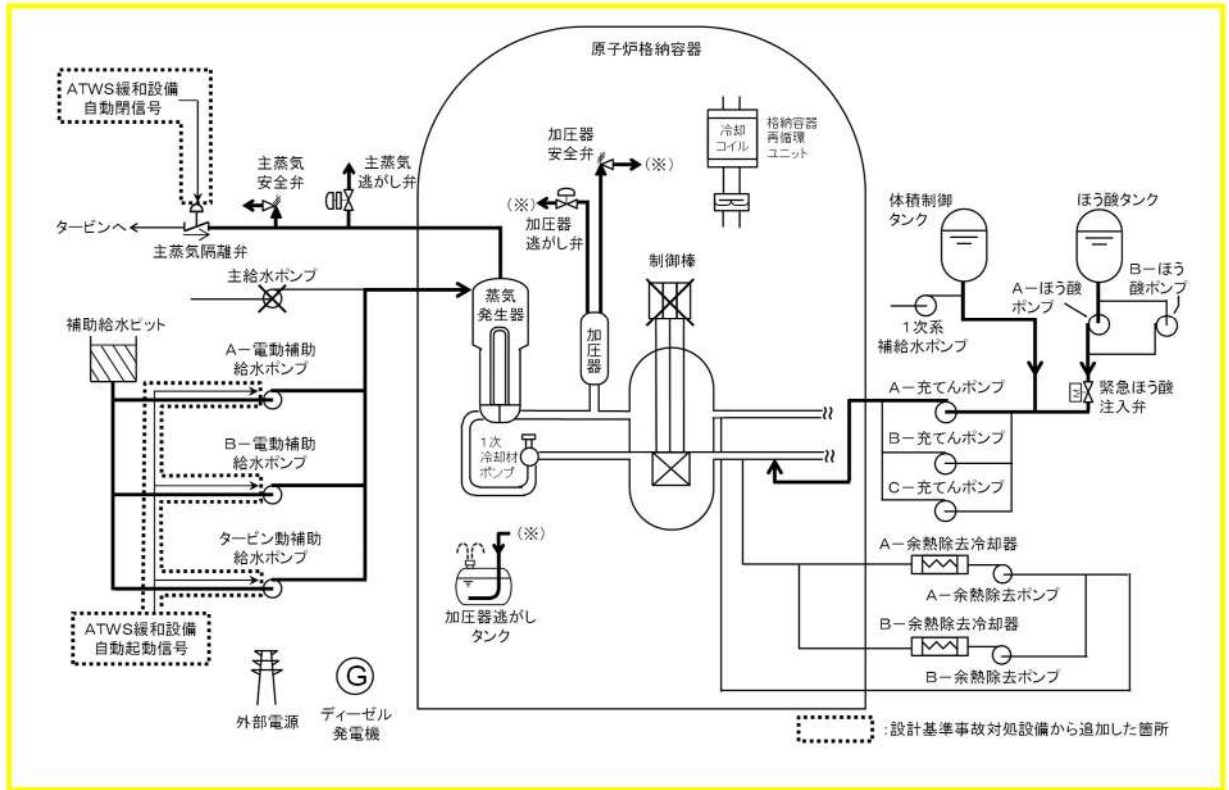 原子炉格納容器
ATWS緩和設備
自動閉信号
主蒸気
安全弁
主蒸気
逃がし弁
タービンへ
主蒸気隔離弁
加圧器
安全弁
(※)
(※)
加圧器
逃がし弁
冷却
コイル
格納容器
再循環
ユニット
体積制御
タンク
ほう酸タンク
B－ほう
酸ポンプ
A－ほう酸
ポンプ
1次系
補給水ポンプ
緊急ほう酸
注入弁
M
主給水ポンプ
蒸気
発生器
加圧器
制御棒
補助給水ピット
A－電動補助
給水ポンプ
B－電動補助
給水ポンプ
タービン動補助
給水ポンプ
ATWS緩和設備
自動起動信号
1次
冷却材
ポンプ
A－充てんポンプ
B－充てんポンプ
C－充てんポンプ
(※)
加圧器逃がし
タンク
A－余熱除去冷却器
A－余熱除去ポンプ
B－余熱除去冷却器
B－余熱除去ポンプ
外部電源
G
ディーゼル
発電機
:設計基準事故対処設備から追加した箇所